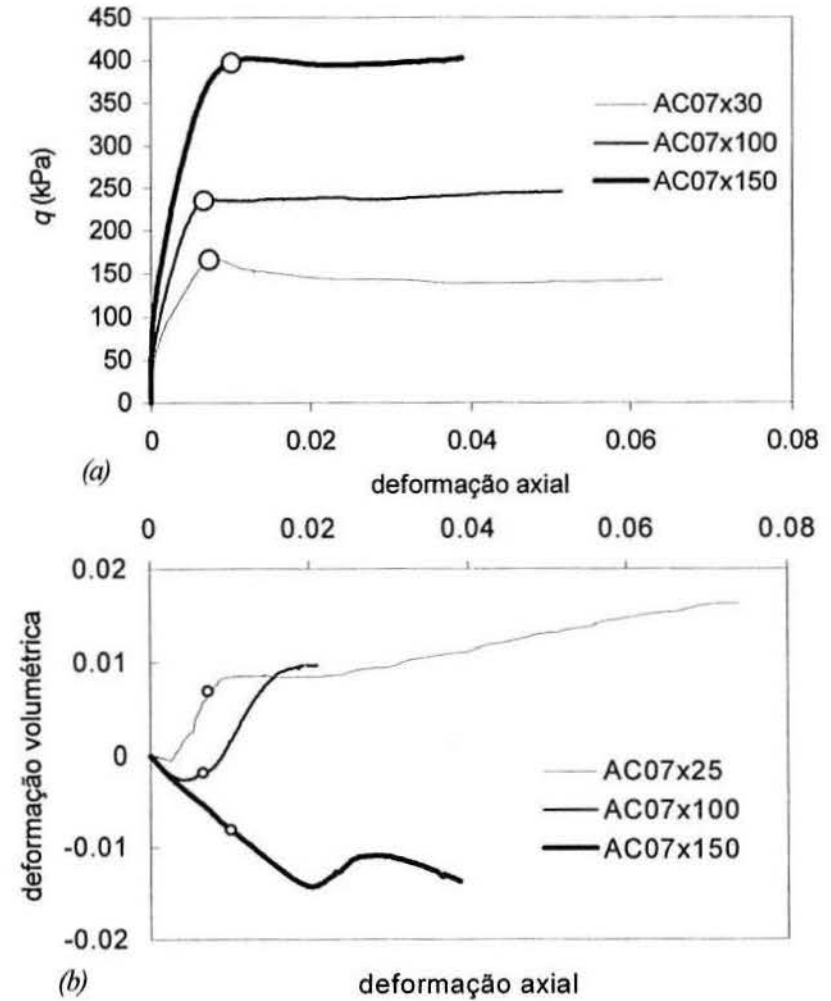 450
400
350
300
250
200
150
100
50
0
q (kPa)
AC07x30
AC07x100
AC07x150
0 0.02 0.04 0.06 0.08
(a)
deformação axial
0 0.02 0.04 0.06 0.08
0.02
0.01
0
-0.01
-0.02
deformação volumétrica
AC07x25
AC07x100
AC07x150
(b)
deformação axial